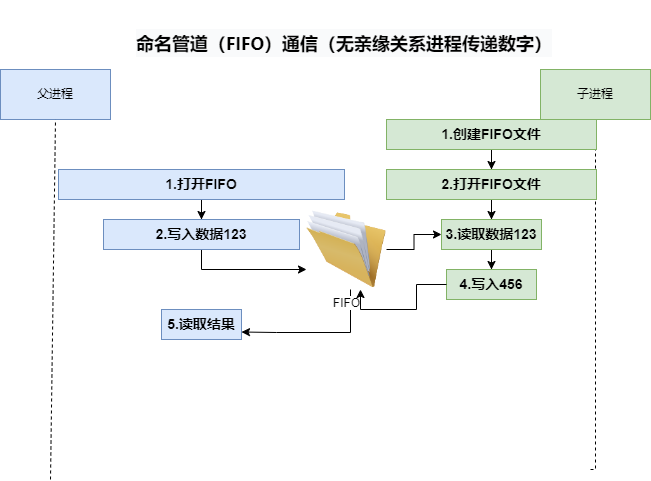 命名管道（FIFO）通信（无亲缘关系进程传递数字）
父进程
子进程
1.创建FIFO文件
1.打开FIFO
2.打开FIFO文件
2.写入数据123
3.读取数据123
4.写入456
FIFO
5.读取结果